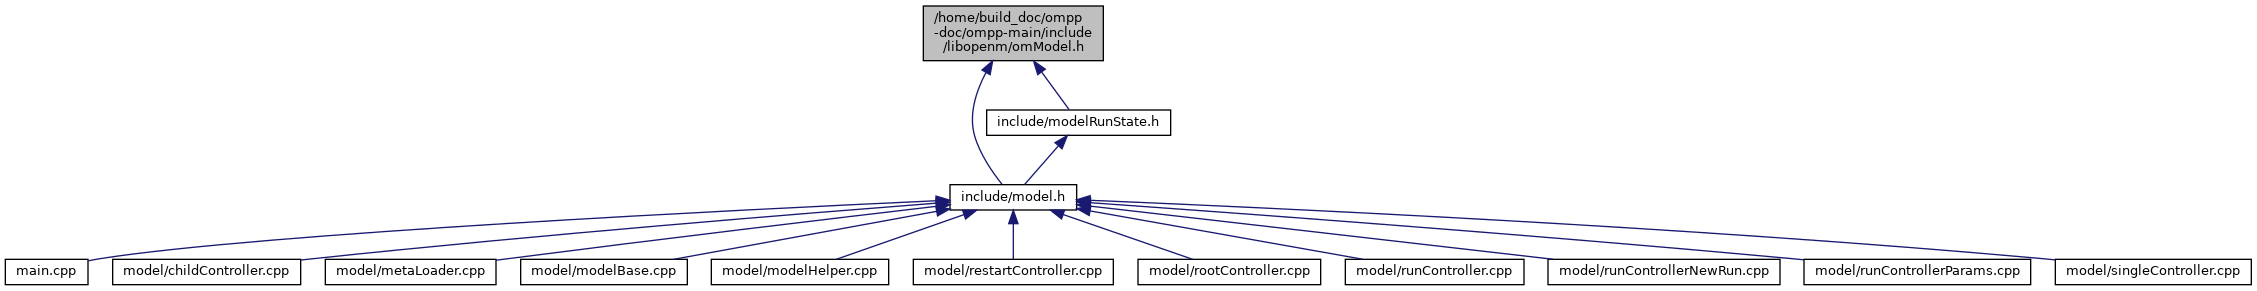 /home/build_doc/ompp
-doc/ompp-main/include
/libopenm/omModel.h
include/modelRunState.h
include/model.h
main.cpp
model/childController.cpp
model/metaLoader.cpp
model/modelBase.cpp
model/modelHelper.cpp
model/restartController.cpp
model/rootController.cpp
model/runController.cpp
model/runControllerNewRun.cpp
model/runControllerParams.cpp
model/singleController.cpp